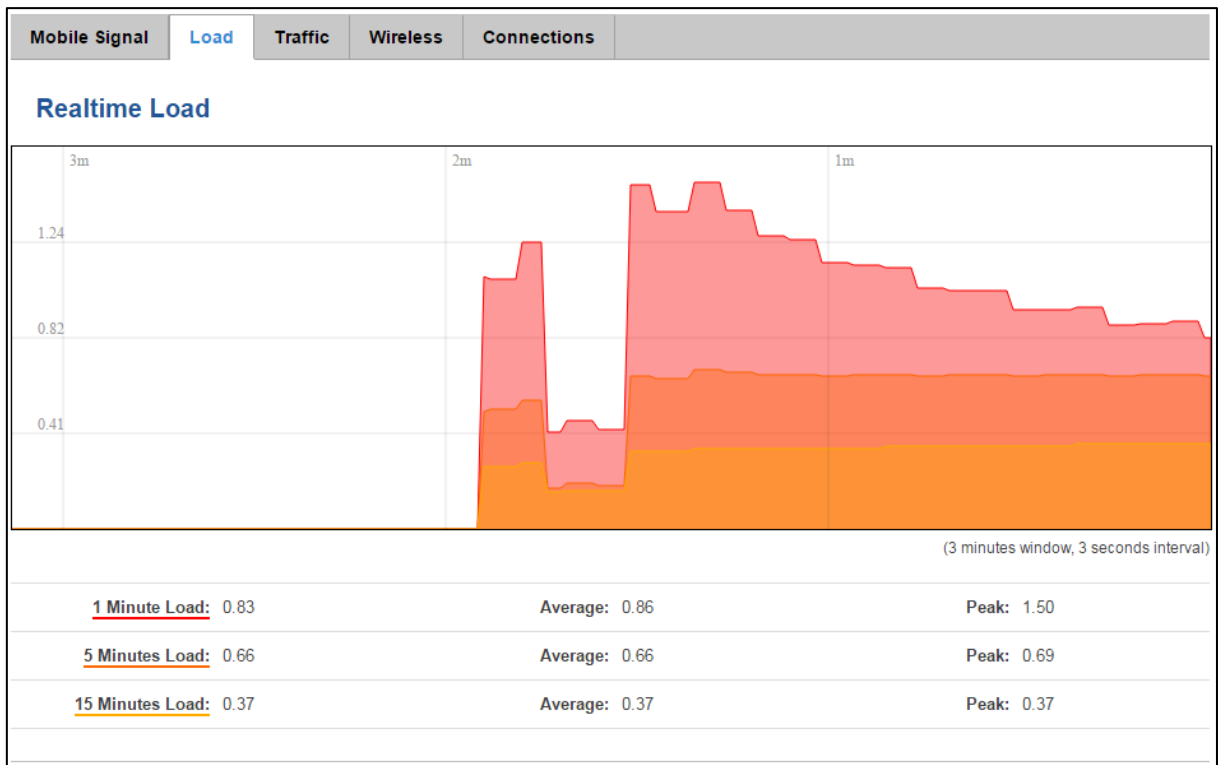 Mobile Signal Load Traffic Wireless Connections
Realtime Load
3m 2m 1m
1.24
0.82
0.41
(3 minutes window, 3 seconds interval)
1 Minute Load: 0.83 Average: 0.86 Peak: 1.50
5 Minutes Load: 0.66 Average: 0.66 Peak: 0.69
15 Minutes Load: 0.37 Average: 0.37 Peak: 0.37